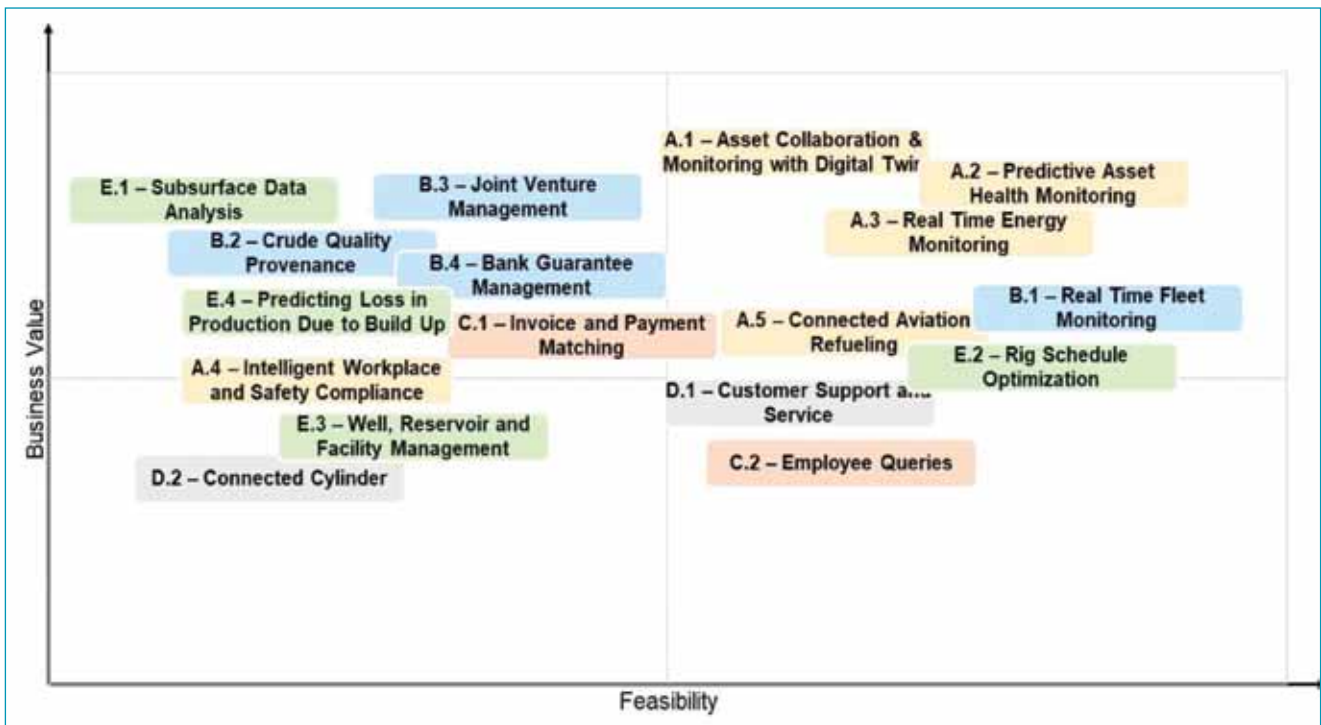 A.1 – Asset Collaboration &
Monitoring with Digital Twin
A.2 – Predictive Asset
Health Monitoring
E.1 – Subsurface Data
Analysis
B.3 – Joint Venture
Management
A.3 – Real Time Energy
Monitoring
B.2 – Crude Quality
Provenance
B.4 – Bank Guarantee
Management
E.4 – Predicting Loss in
Production Due to Build Up
B.1 – Real Time Fleet
Monitoring
C.1 – Invoice and Payment
Matching
A.5 – Connected Aviation
Refueling
E.2 – Rig Schedule
Optimization
A.4 – Intelligent Workplace
and Safety Compliance
D.1 – Customer Support and
Service
E.3 – Well, Reservoir and
Facility Management
C.2 – Employee Queries
D.2 – Connected Cylinder
Business Value
Feasibility